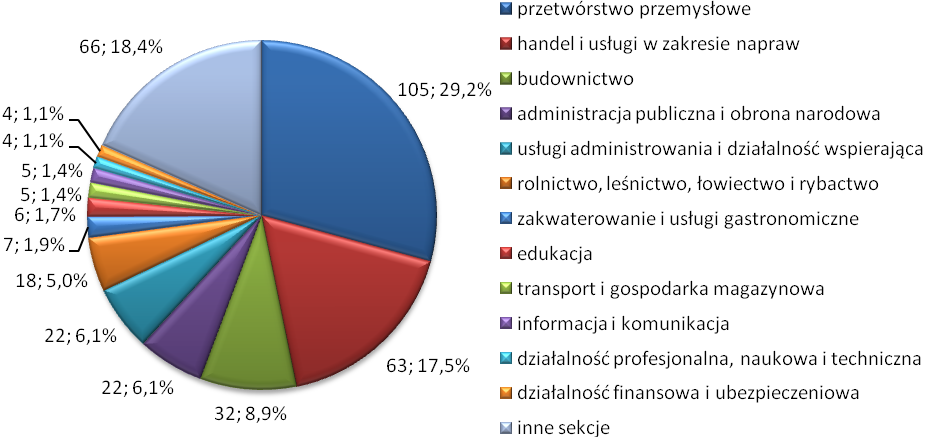 66; 18,4%
105; 29,2%
4; 1,1%
4; 1,1%
5; 1,4%
5; 1,4%
6; 1,7%
7; 1,9%
18; 5,0%
22; 6,1%
22; 6,1%
32; 8,9%
63; 17,5%
przetwórstwo przemysłowe
handel i usługi w zakresie napraw
budownictwo
administracja publiczna i obrona narodowa
usługi administrowania i działalność wspierająca
rolnictwo, leśnictwo, łowiectwo i rybactwo
zakwaterowanie i usługi gastronomiczne
edukacja
transport i gospodarka magazynowa
informacja i komunikacja
działalność profesjonalna, naukowa i techniczna
działalność finansowa i ubezpieczeniowa
inne sekcje